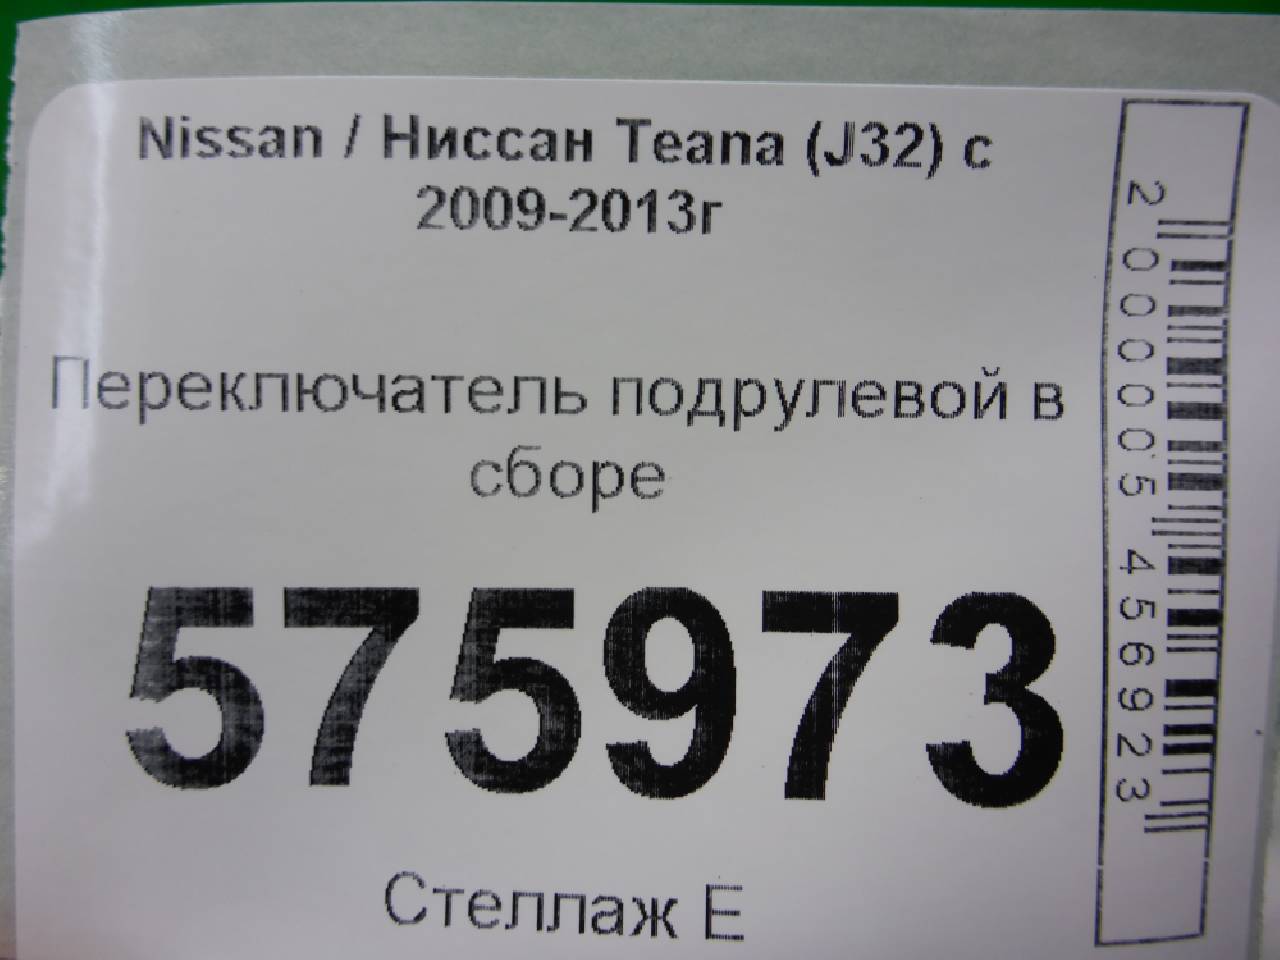 Nissan / Ниссан Teana (J32) с
2009-2013г
Переключатель подрулевой в
сборе
575973
Стеллаж Е
2000005456923